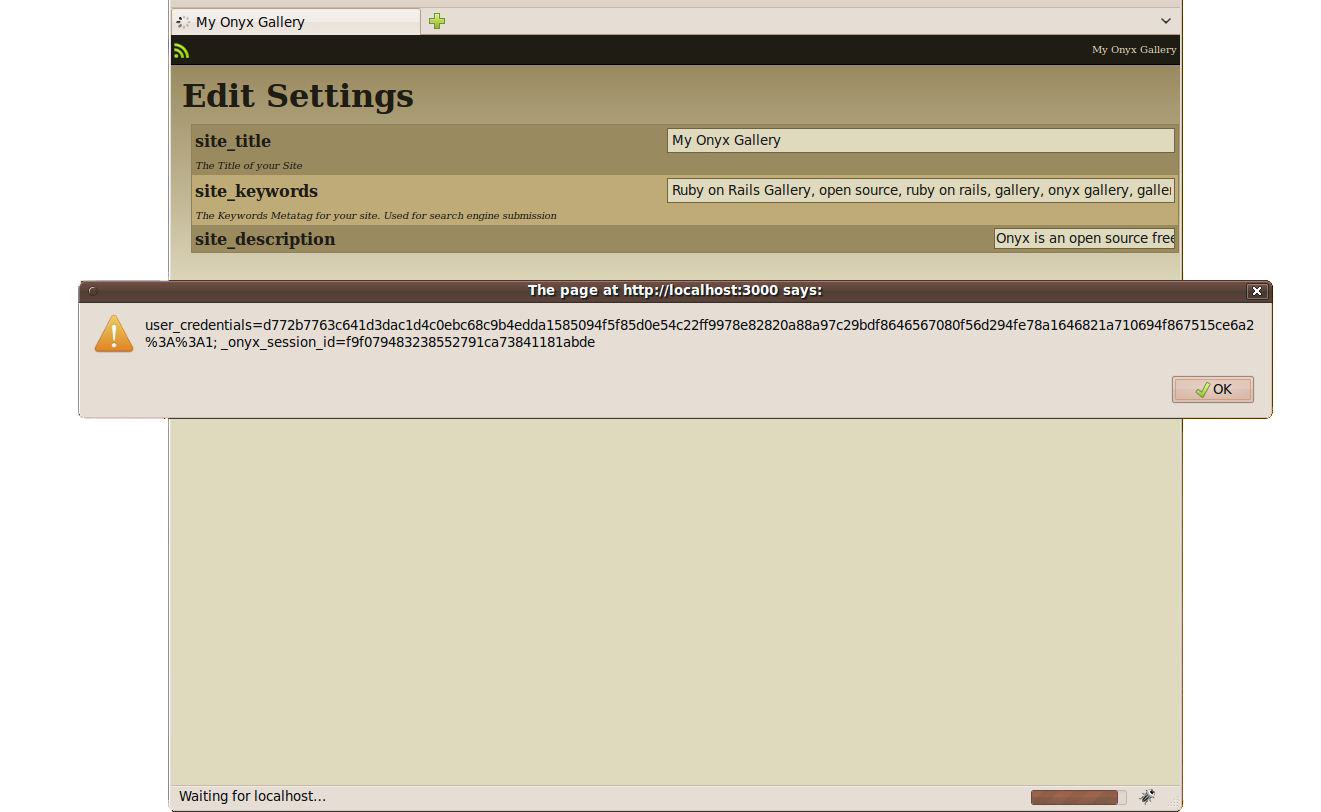 My Onyx Gallery
My Onyx Gallery
Edit Settings
site_title
My Onyx Gallery
The Title of your Site
site_keywords
Ruby on Rails Gallery, open source, ruby on rails, gallery, onyx gallery, galler
The Keywords Metatag for your site. Used for search engine submission
site_description
Onyx is an open source free
The page at http://localhost:3000 says:
user_credentials=d772b7763c641d3dac1d4c0ebc68c9b4edda1585094f5f85d0e54c22ff9978e82820a88a97c29bdf8646567080f56d294fe78a1646821a710694f867515ce6a2
%3A%3A1; _onyx_session_id=f9f079483238552791ca73841181abde
OK
Waiting for localhost...